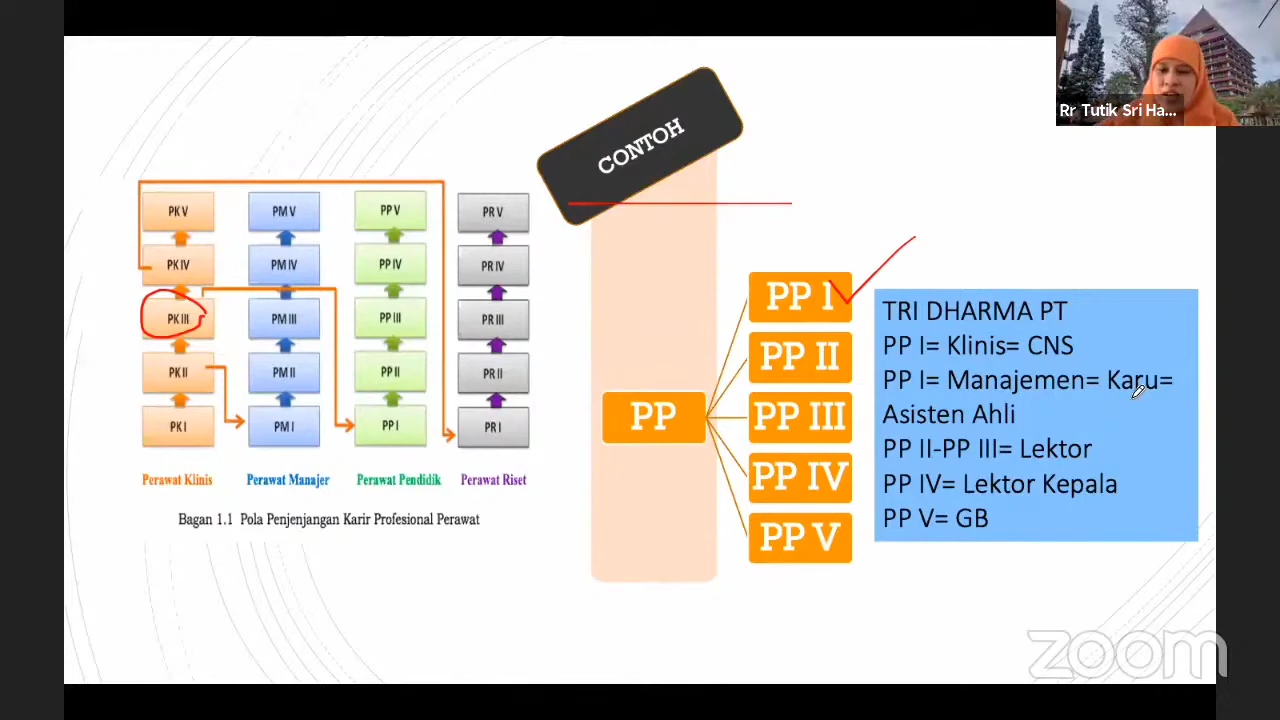 Rr Tutik Sri Ha...
CONTOH
PK V PM V PP V PR V
PK IV PM IV PP IV PR IV
PK III PM III PP III PR III
PK II PM II PP II PR II
PK I PM I PP I PR I
Perawat Klinis Perawat Manajer Perawat Pendidik Perawat Riset
Bagan 1.1 Pola Penjenjangan Karir Profesional Perawat
PP
PP I
PP II
PP III
PP IV
PP V
TRI DHARMA PT
PP I= Klinis= CNS
PP I= Manajemen= Karu=
Asisten Ahli
PP II-PP III= Lektor
PP IV= Lektor Kepala
PP V= GB
zoom